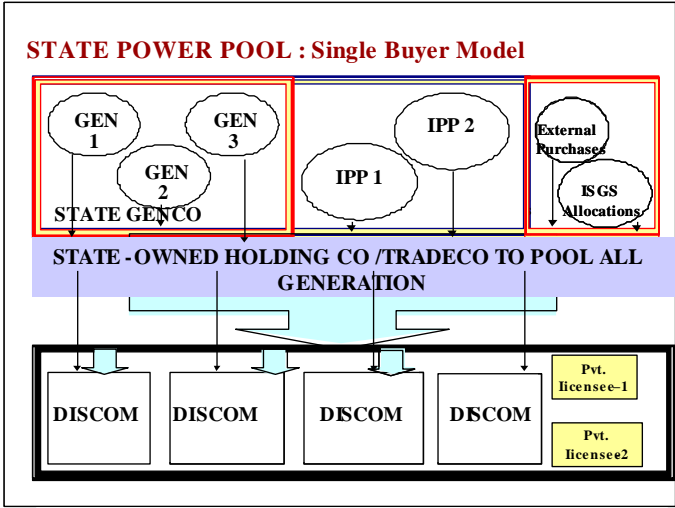 STATE POWER POOL : Single Buyer Model
GEN
1
GEN
2
GEN
3
STATE GENCO
IPP 1
IPP 2
External
Purchases
ISGS
Allocations
STATE - OWNED HOLDING CO /TRADECO TO POOL ALL
GENERATION
DISCOM
DISCOM
DISCOM
DISCOM
Pvt.
licensee–1
Pvt.
licensee2